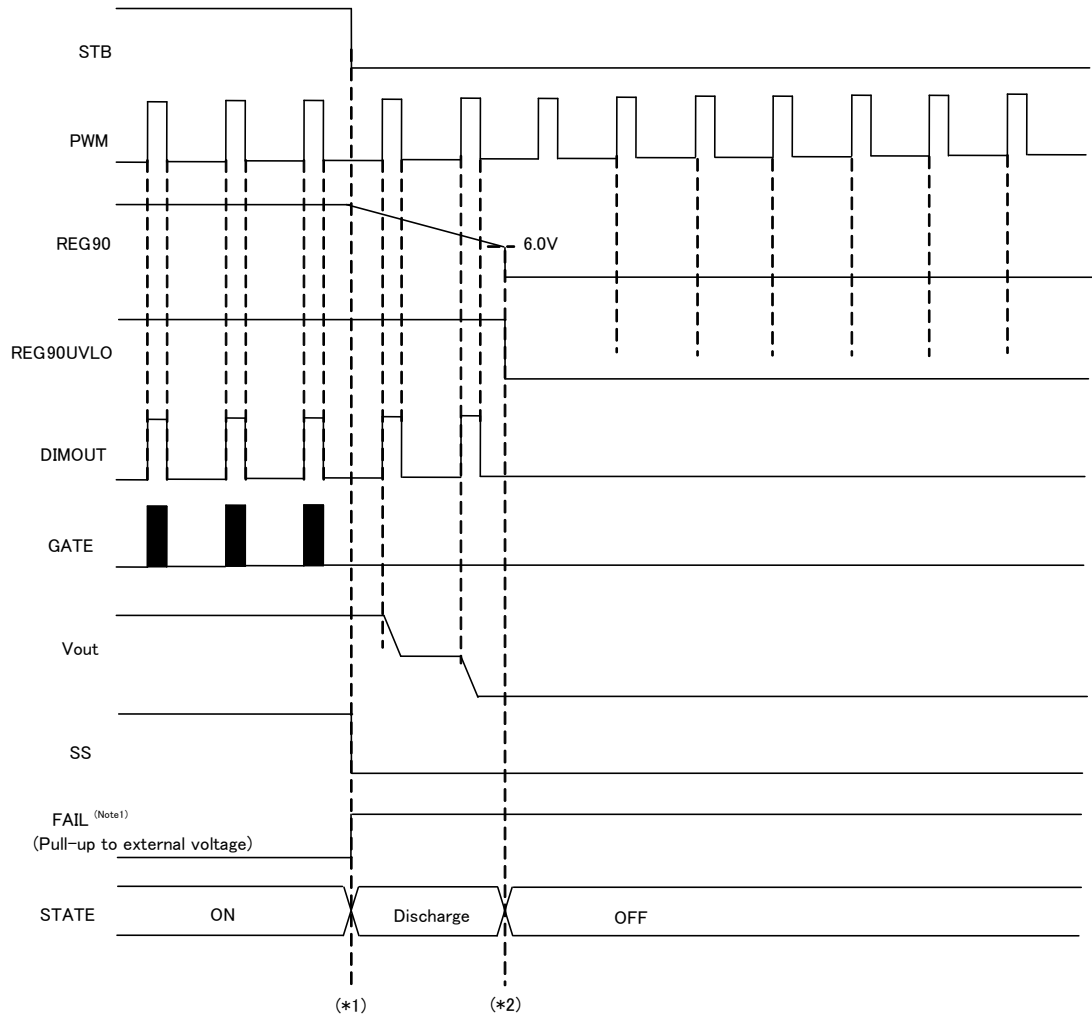 STB
PWM
REG90
6.0V
REG90UVLO
DIMOUT
GATE
Vout
SS
FAIL (Note1)
(Pull-up to external voltage)
STATE
ON
Discharge
OFF
(*1)
(*2)